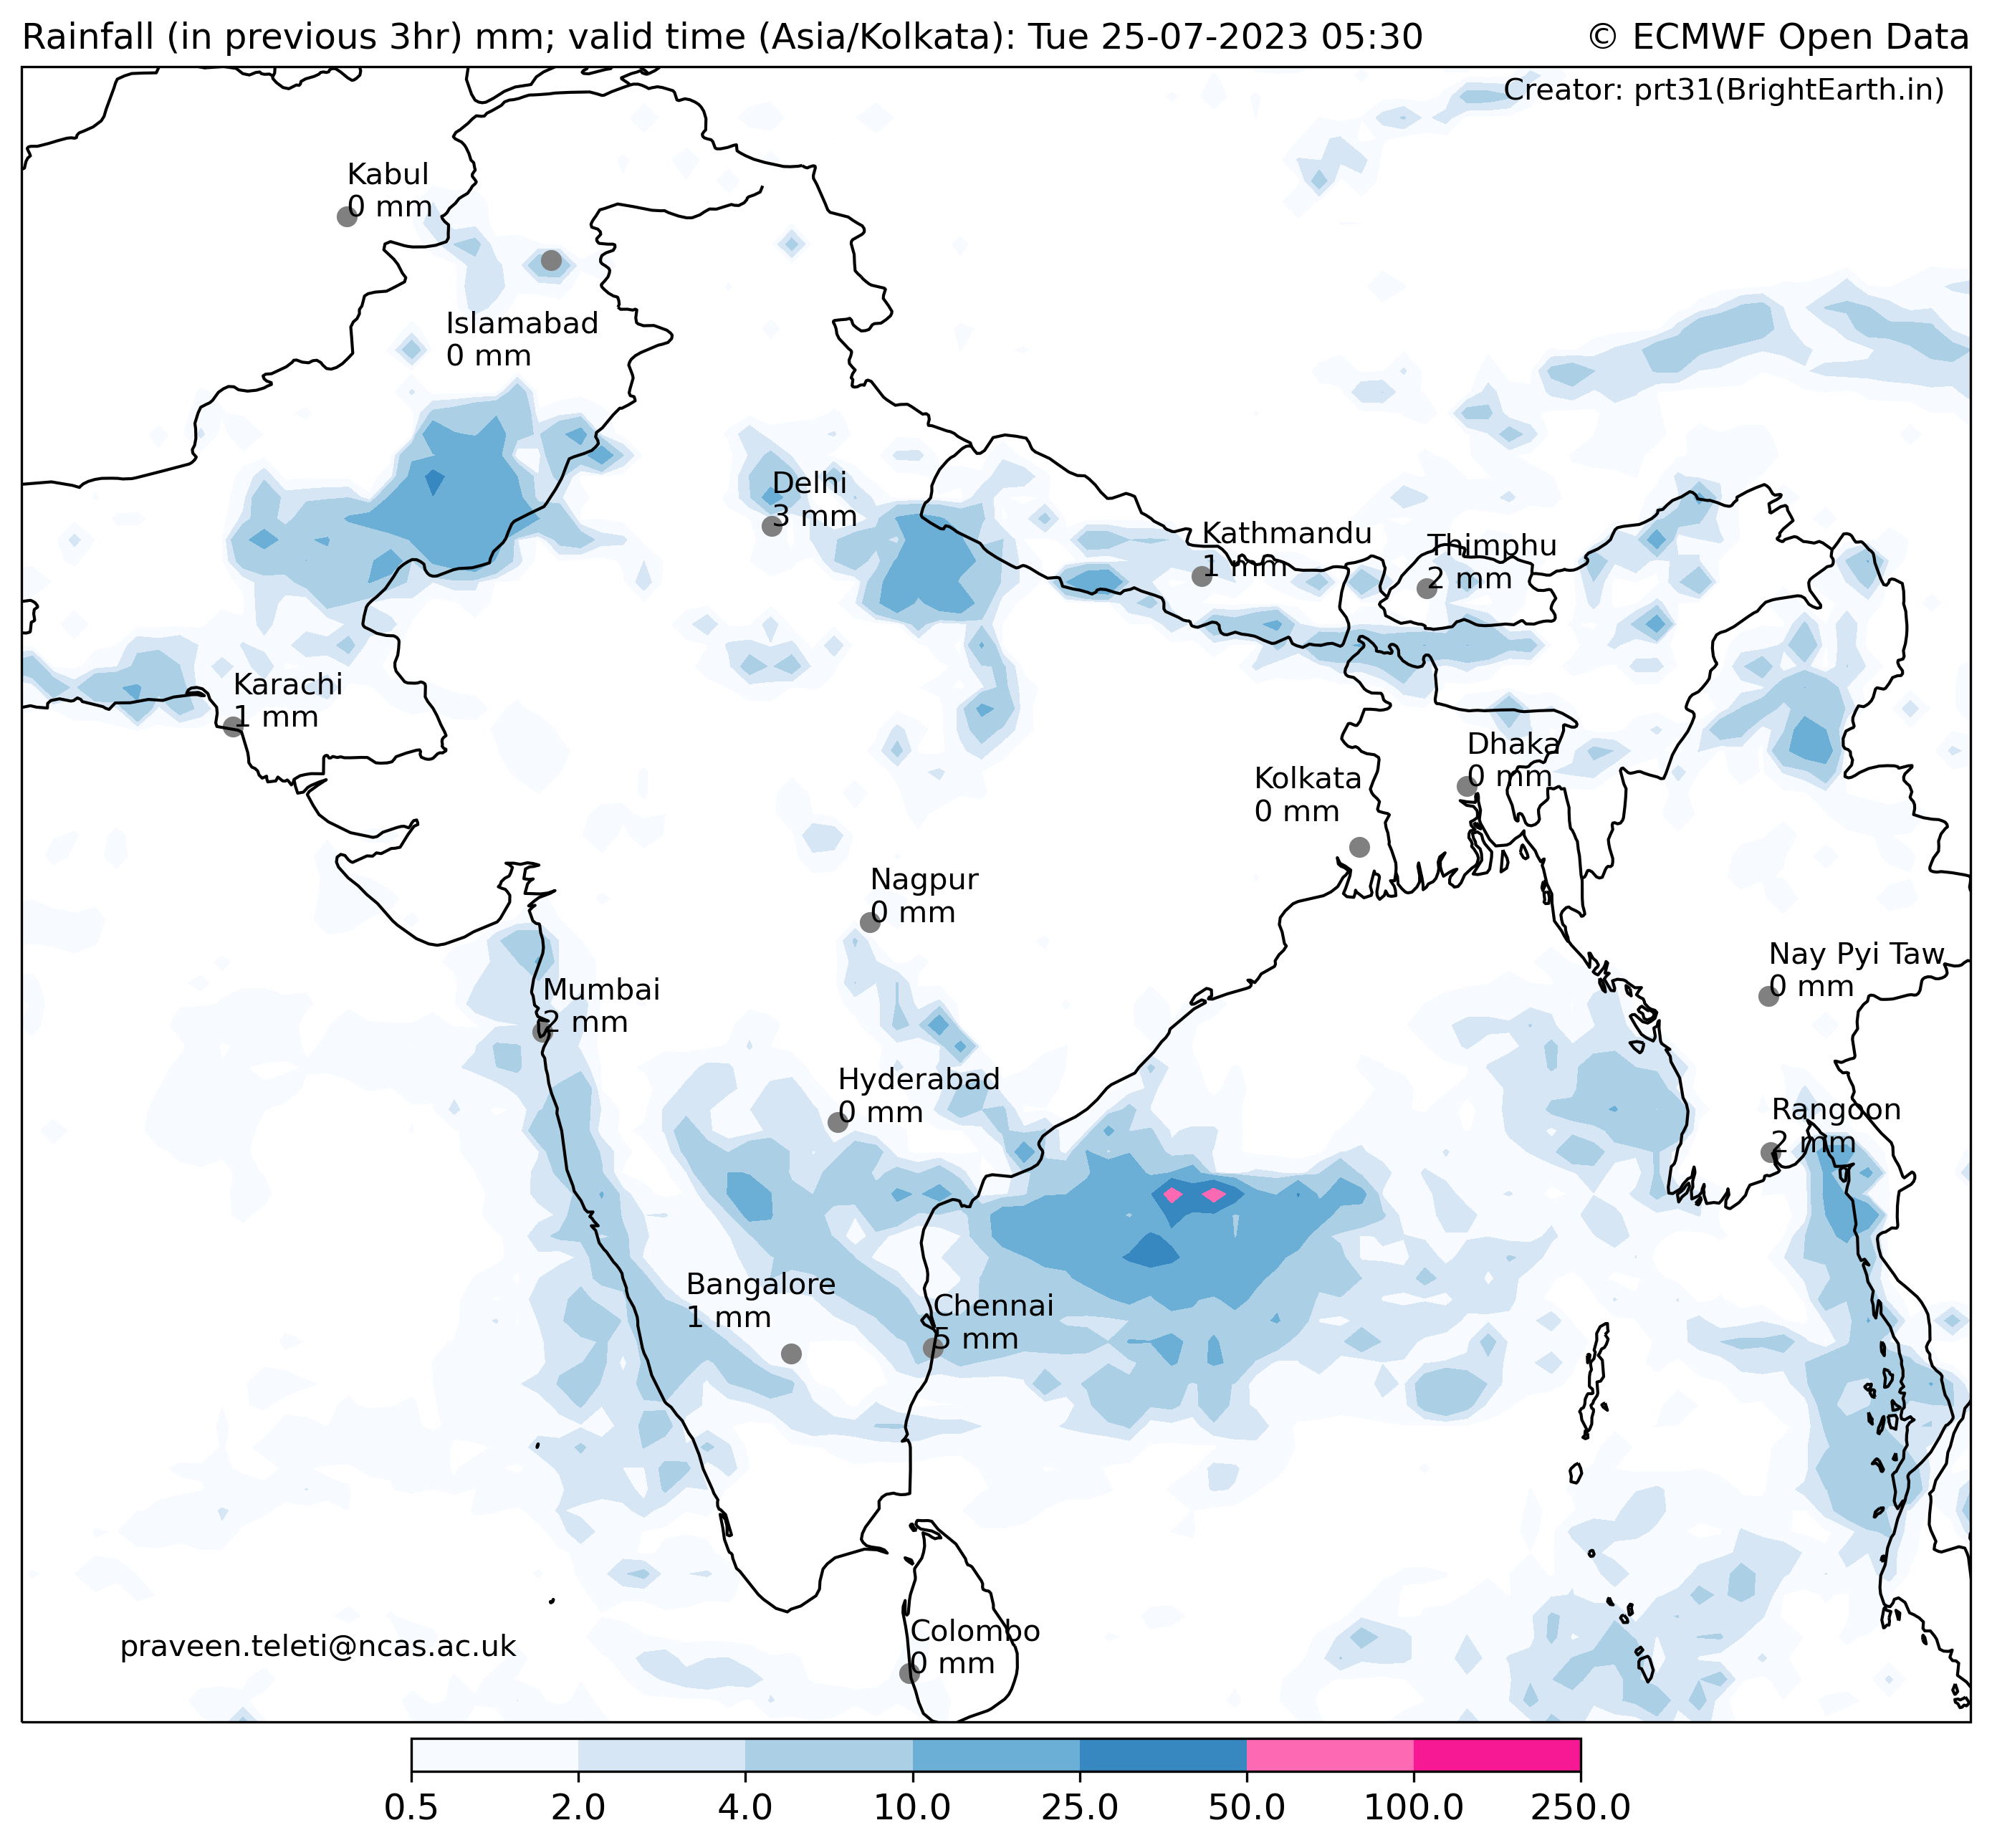 Rainfall (in previous 3hr) mm; valid time (Asia/Kolkata): Tue 25-07-2023 05:30
© ECMWF Open Data
Creator: prt31(BrightEarth.in)
Kabul
0 mm
Islamabad
0 mm
Delhi
3 mm
Kathmandu
1 mm
Thimphu
2 mm
Karachi
1 mm
Dhaka
0 mm
Kolkata
0 mm
Nagpur
0 mm
Nay Pyi Taw
0 mm
Mumbai
2 mm
Hyderabad
0 mm
Rangoon
2 mm
Bangalore
1 mm
Chennai
5 mm
Colombo
0 mm
praveen.teleti@ncas.ac.uk
0.5 2.0 4.0 10.0 25.0 50.0 100.0 250.0